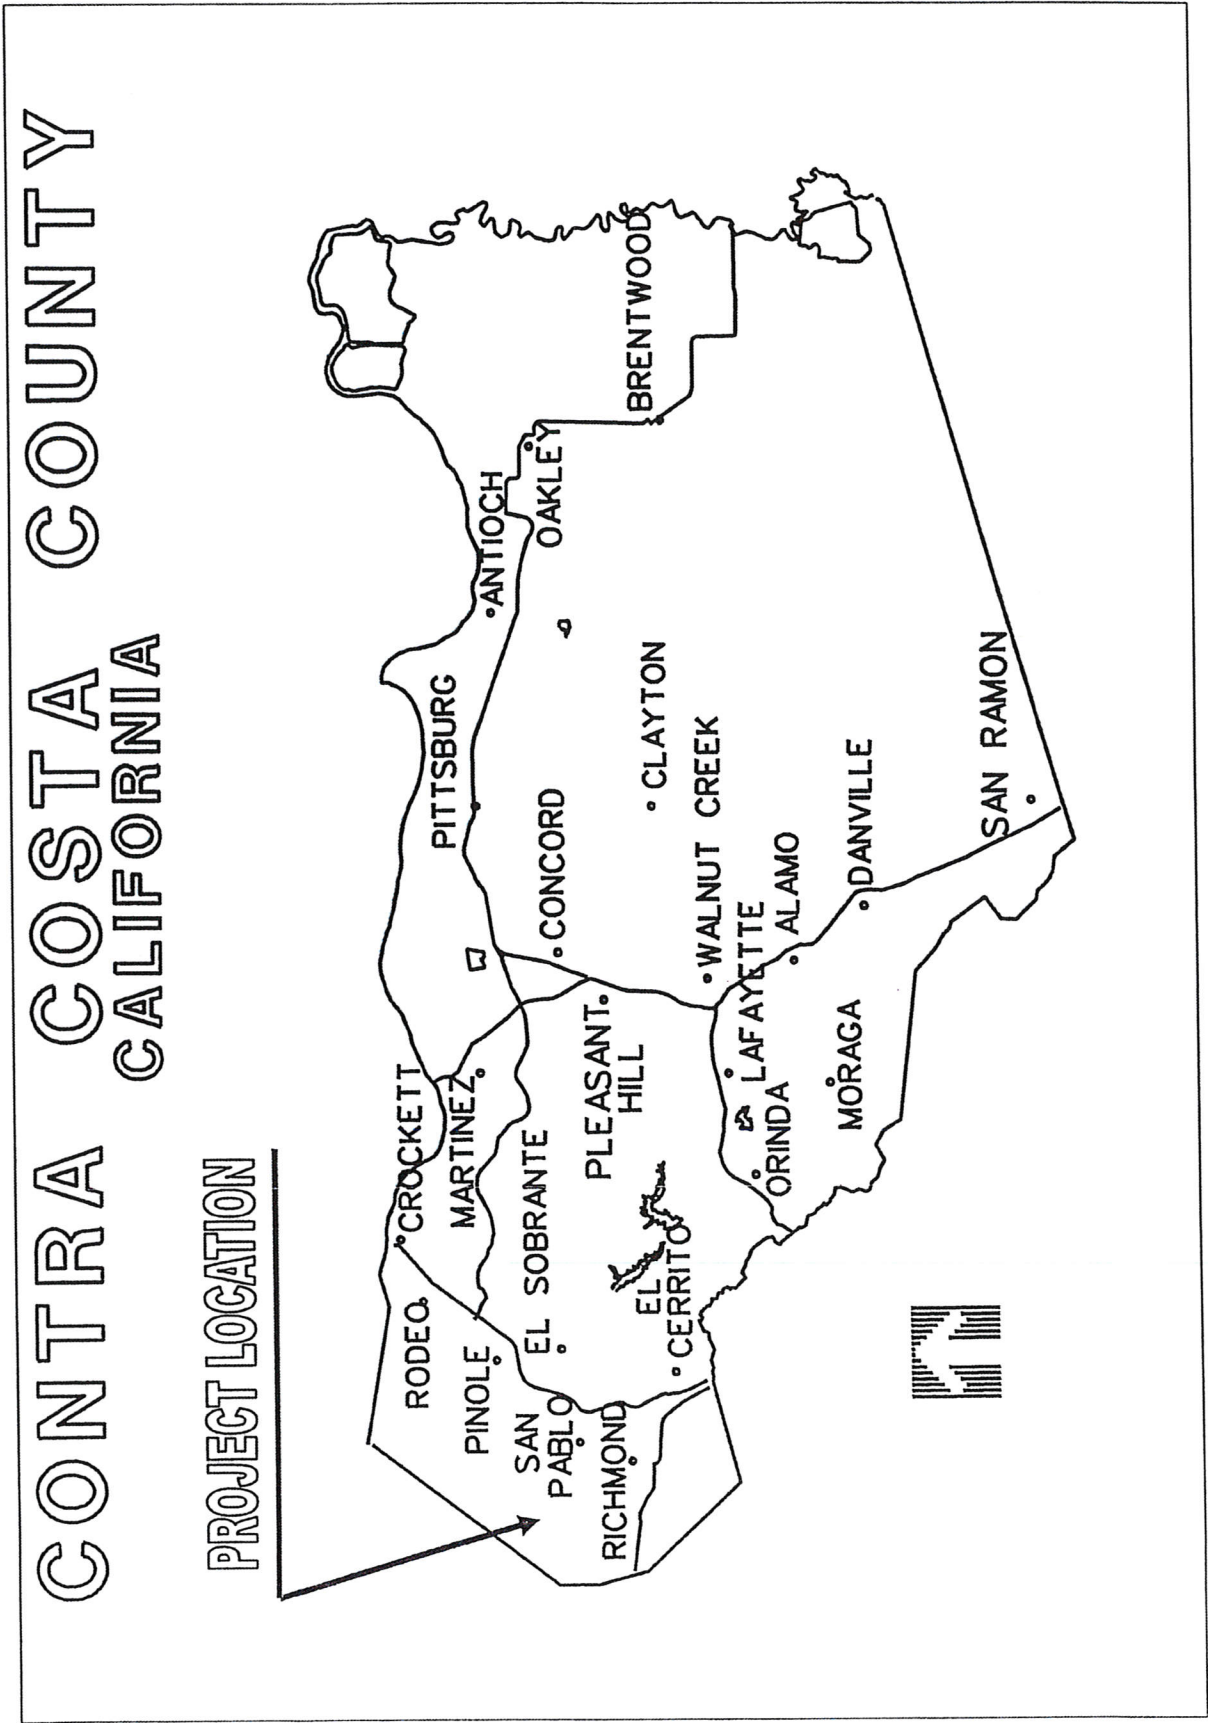 CONTRA COSTA COUNTY
CALIFORNIA
PROJECT LOCATION
CROCKETT
RODEO
MARTINEZ
PITTSBURG
ANTIOCH
PINOLE
EL SOBRANTE
CONCORD
OAKLEY
SAN
PABLO
PLEASANT
HILL
RICHMOND
EL
CERRITO
CLAYTON
BRENTWOOD
WALNUT CREEK
LAFAYETTE
ORINDA
ALAMO
MORAGA
DANVILLE
SAN RAMON